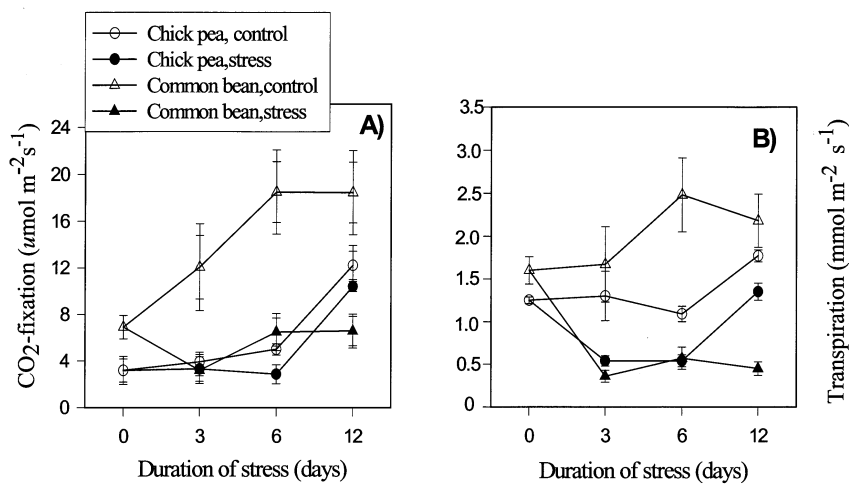 Chick pea, control
Chick pea,stress
Common bean,control
Common bean,stress
A)
CO2-fixation (umol m-2s-1)
24
20
16
12
8
4
0
0 3 6 12
Duration of stress (days)
B)
3.5
3.0
2.5
2.0
1.5
1.0
0.5
0
0 3 6 12
Duration of stress (days)
Transpiration (mmol m-2 s-1)